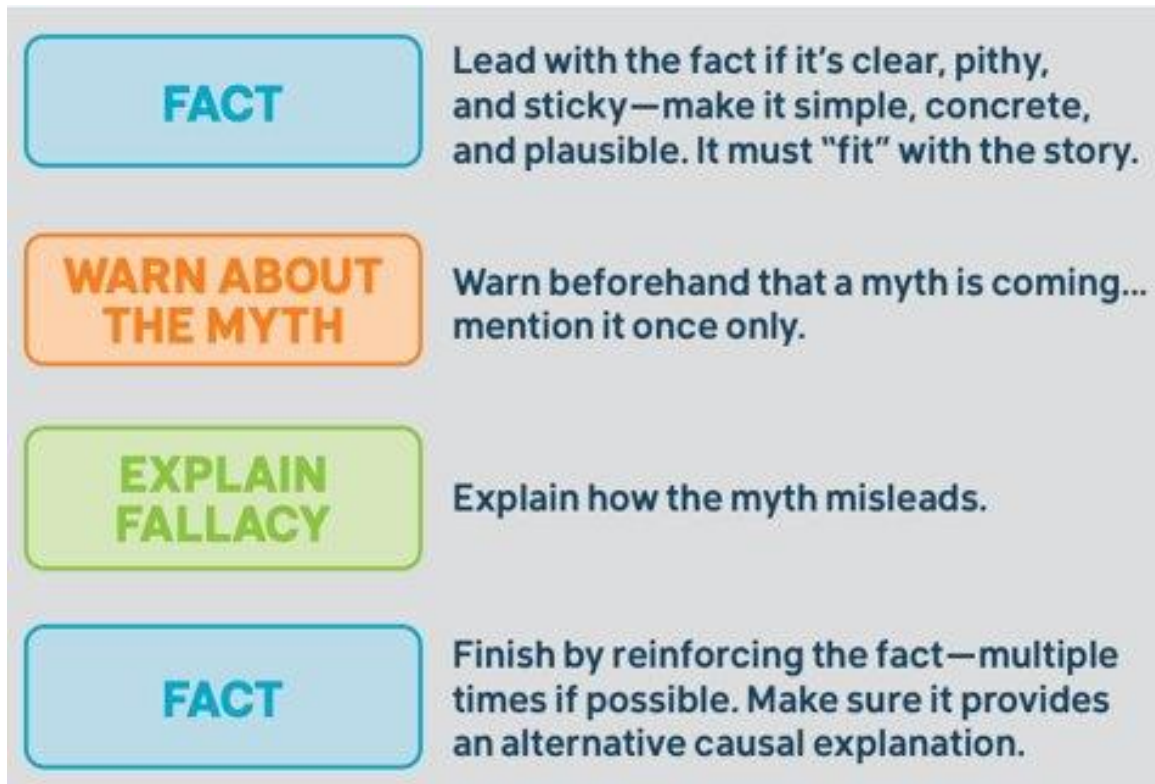 FACT
Lead with the fact if it's clear, pithy,
and sticky—make it simple, concrete,
and plausible. It must “fit” with the story.
WARN ABOUT
THE MYTH
Warn beforehand that a myth is coming...
mention it once only.
EXPLAIN
FALLACY
Explain how the myth misleads.
FACT
Finish by reinforcing the fact—multiple
times if possible. Make sure it provides
an alternative causal explanation.